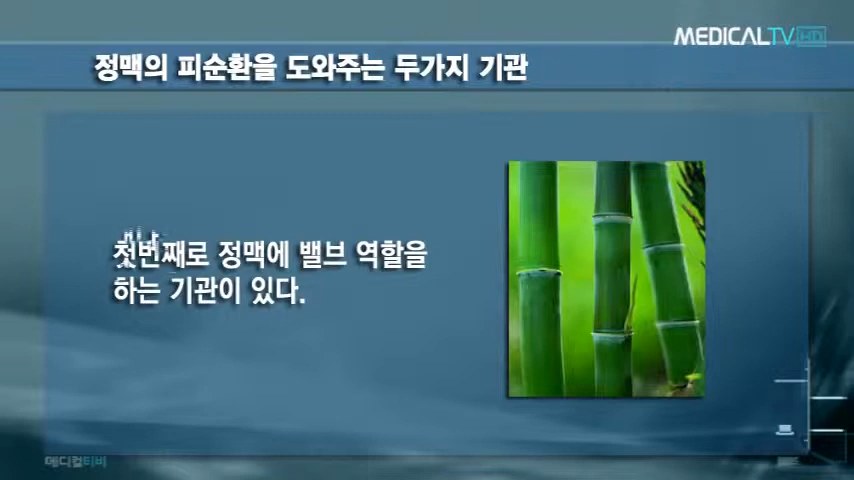 MEDICALTV HD
정맥의 피순환을 도와주는 두가지 기관
첫번째로 정맥에 밸브 역할을
하는 기관이 있다.
메디컬티비